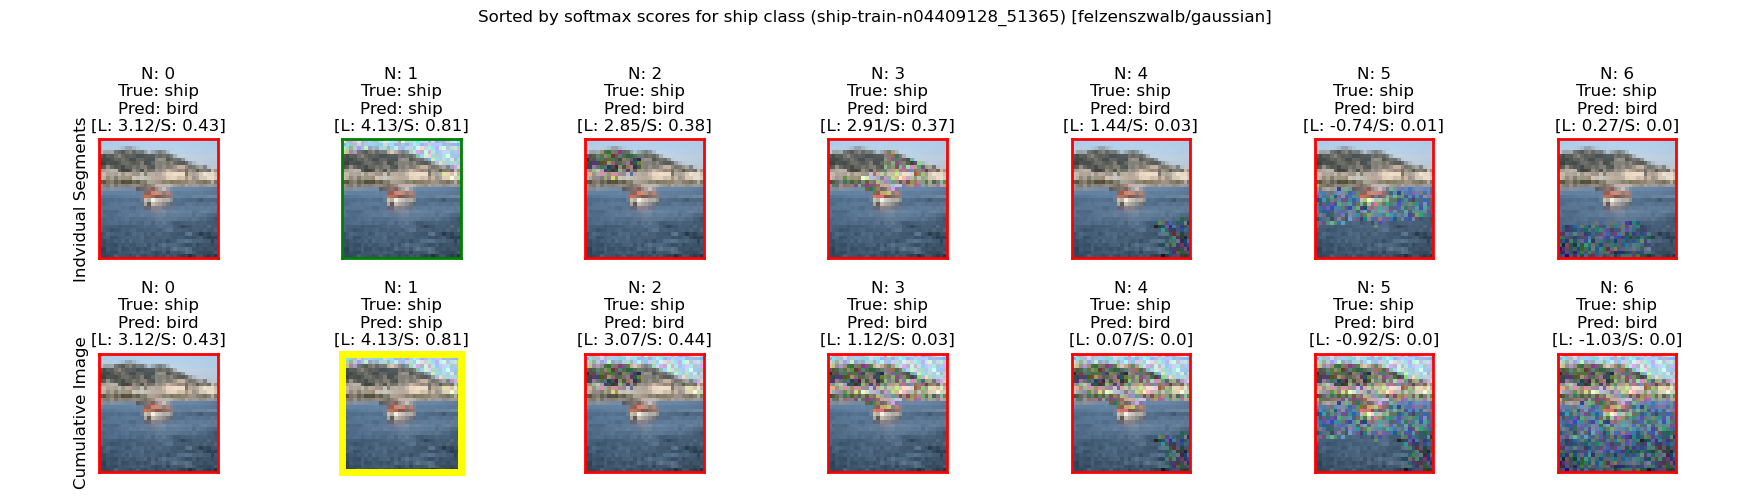 Sorted by softmax scores for ship class (ship-train-n04409128_51365) [felzenszwalb/gaussian]
Indvidual Segments
N: 0
True: ship
Pred: bird
[L: 3.12/S: 0.43]
N: 1
True: ship
Pred: ship
[L: 4.13/S: 0.81]
N: 2
True: ship
Pred: bird
[L: 2.85/S: 0.38]
N: 3
True: ship
Pred: bird
[L: 2.91/S: 0.37]
N: 4
True: ship
Pred: bird
[L: 1.44/S: 0.03]
N: 5
True: ship
Pred: bird
[L: -0.74/S: 0.01]
N: 6
True: ship
Pred: bird
[L: 0.27/S: 0.0]
Cumulative Image
N: 0
True: ship
Pred: bird
[L: 3.12/S: 0.43]
N: 1
True: ship
Pred: ship
[L: 4.13/S: 0.81]
N: 2
True: ship
Pred: bird
[L: 3.07/S: 0.44]
N: 3
True: ship
Pred: bird
[L: 1.12/S: 0.03]
N: 4
True: ship
Pred: bird
[L: 0.07/S: 0.0]
N: 5
True: ship
Pred: bird
[L: -0.92/S: 0.0]
N: 6
True: ship
Pred: bird
[L: -1.03/S: 0.0]